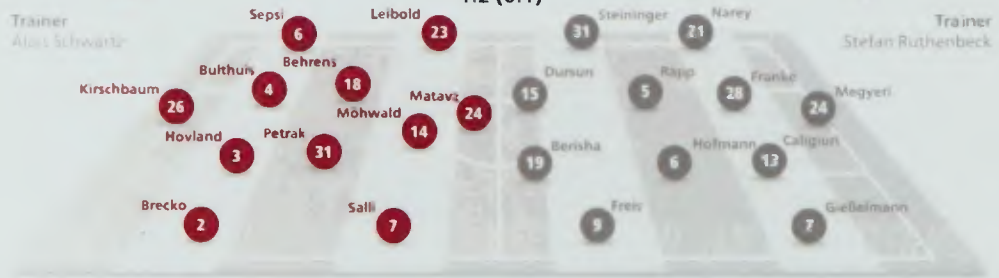 Trainer
Alois Schwartz
Sepsi
6
Leibold
23
Steininger
31
Narey
21
Trainer
Stefan Ruthenbeck
Kirschbaum
26
Bulthuis
4
Behrens
18
Matavz
24
Dursun
15
Rapp
5
Franke
28
Megyeri
24
Hovland
3
Petrak
31
Möhwald
14
Berisha
19
Hofmann
6
Caligiuri
13
Brecko
2
Salli
7
Freis
9
Gießelmann
7